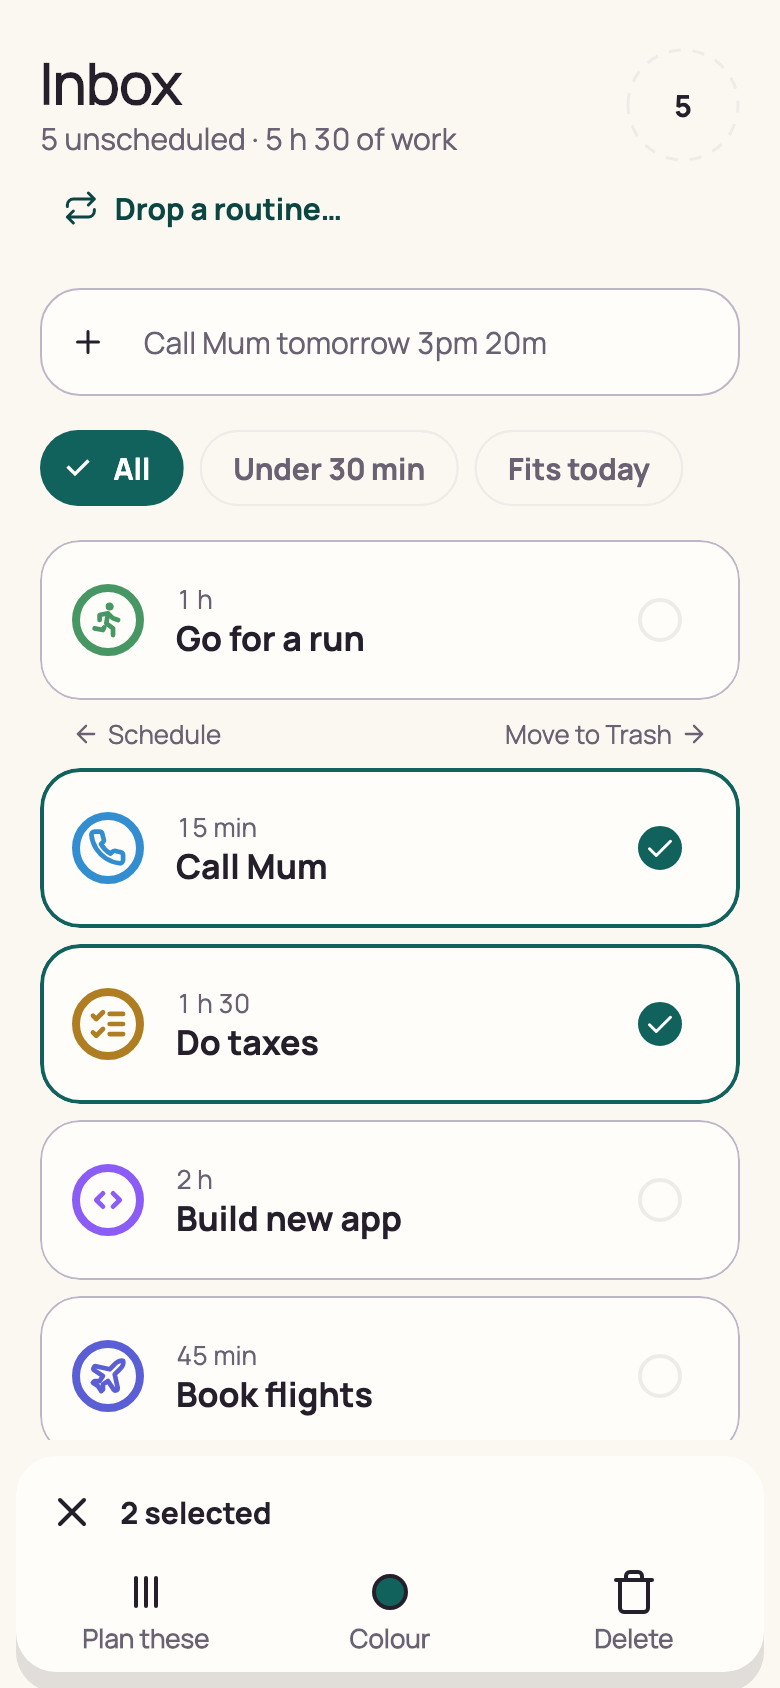 Inbox
5 unscheduled · 5 h 30 of work
5
Drop a routine...
Call Mum tomorrow 3pm 20m
All
Under 30 min
Fits today
1 h
Go for a run
Schedule
Move to Trash
15 min
Call Mum
1 h 30
Do taxes
2 h
Build new app
45 min
Book flights
2 selected
Plan these
Colour
Delete